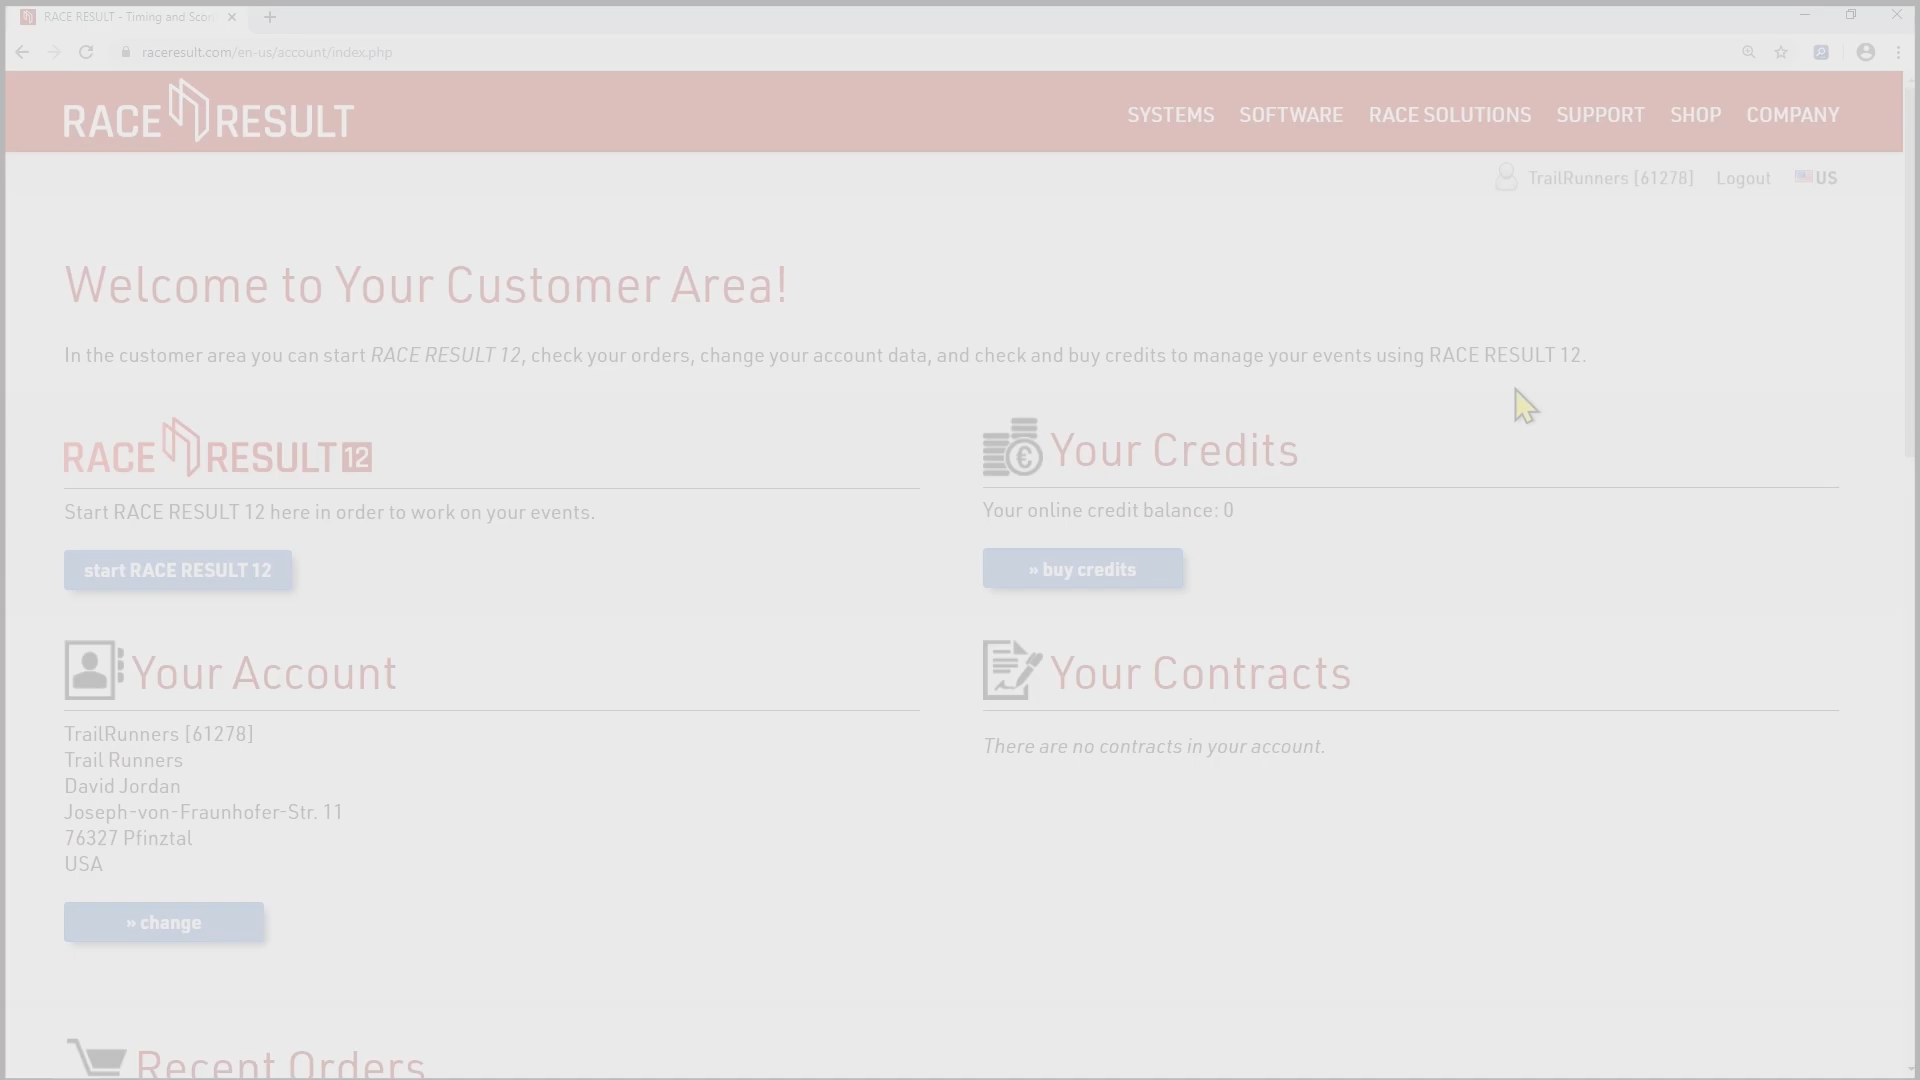 RACE RESULT - Timing and Scori
raceresult.com/en-us/account/index.php
RACE RESULT
SYSTEMS SOFTWARE RACE SOLUTIONS SUPPORT SHOP COMPANY
TrailRunners [61278] Logout US
Welcome to Your Customer Area!
In the customer area you can start RACE RESULT 12, check your orders, change your account data, and check and buy credits to manage your events using RACE RESULT 12.
RACE RESULT 12
Start RACE RESULT 12 here in order to work on your events.
start RACE RESULT 12
Your Credits
Your online credit balance: 0
» buy credits
Your Account
TrailRunners [61278]
Trail Runners
David Jordan
Joseph-von-Fraunhofer-Str. 11
76327 Pfinztal
USA
» change
Your Contracts
There are no contracts in your account.
Recent Orders